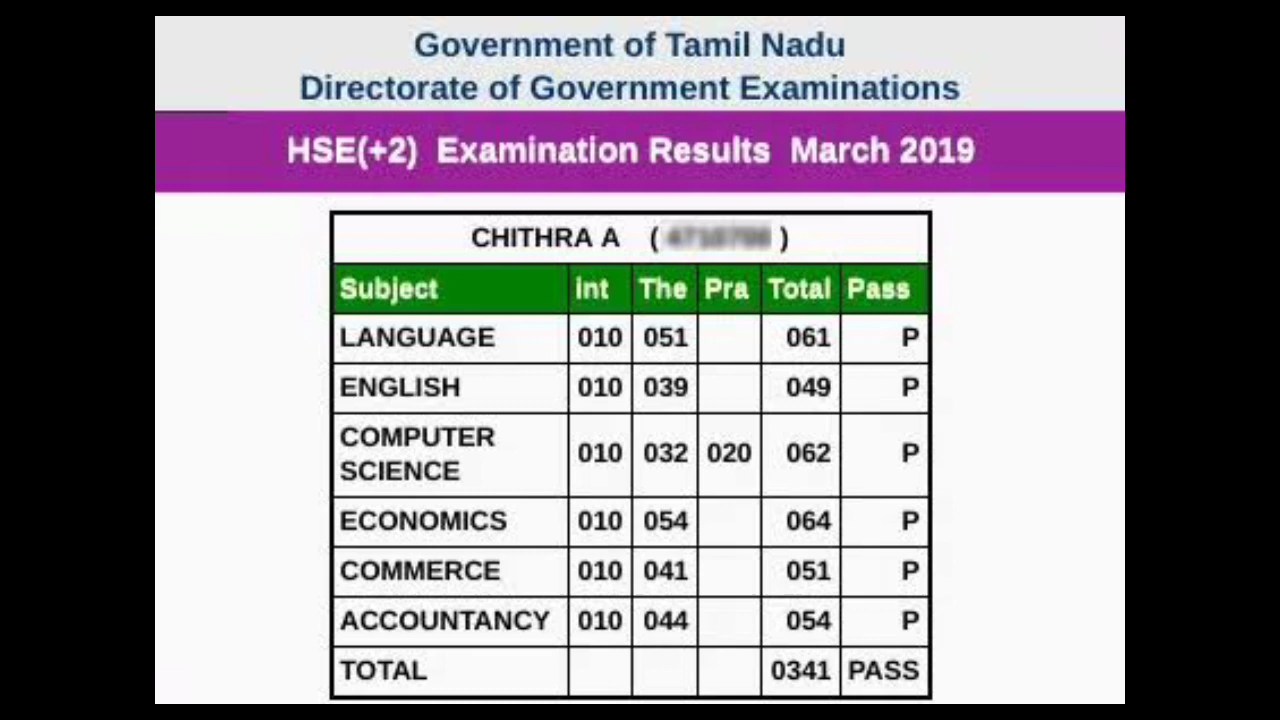 Government of Tamil Nadu
Directorate of Government Examinations
HSE(+2) Examination Results March 2019
CHITHRA A ( )
Subject int The Pra Total Pass
LANGUAGE 010 051 061 P
ENGLISH 010 039 049 P
COMPUTER
SCIENCE 010 032 020 062 P
ECONOMICS 010 054 064 P
COMMERCE 010 041 051 P
ACCOUNTANCY 010 044 054 P
TOTAL 0341 PASS